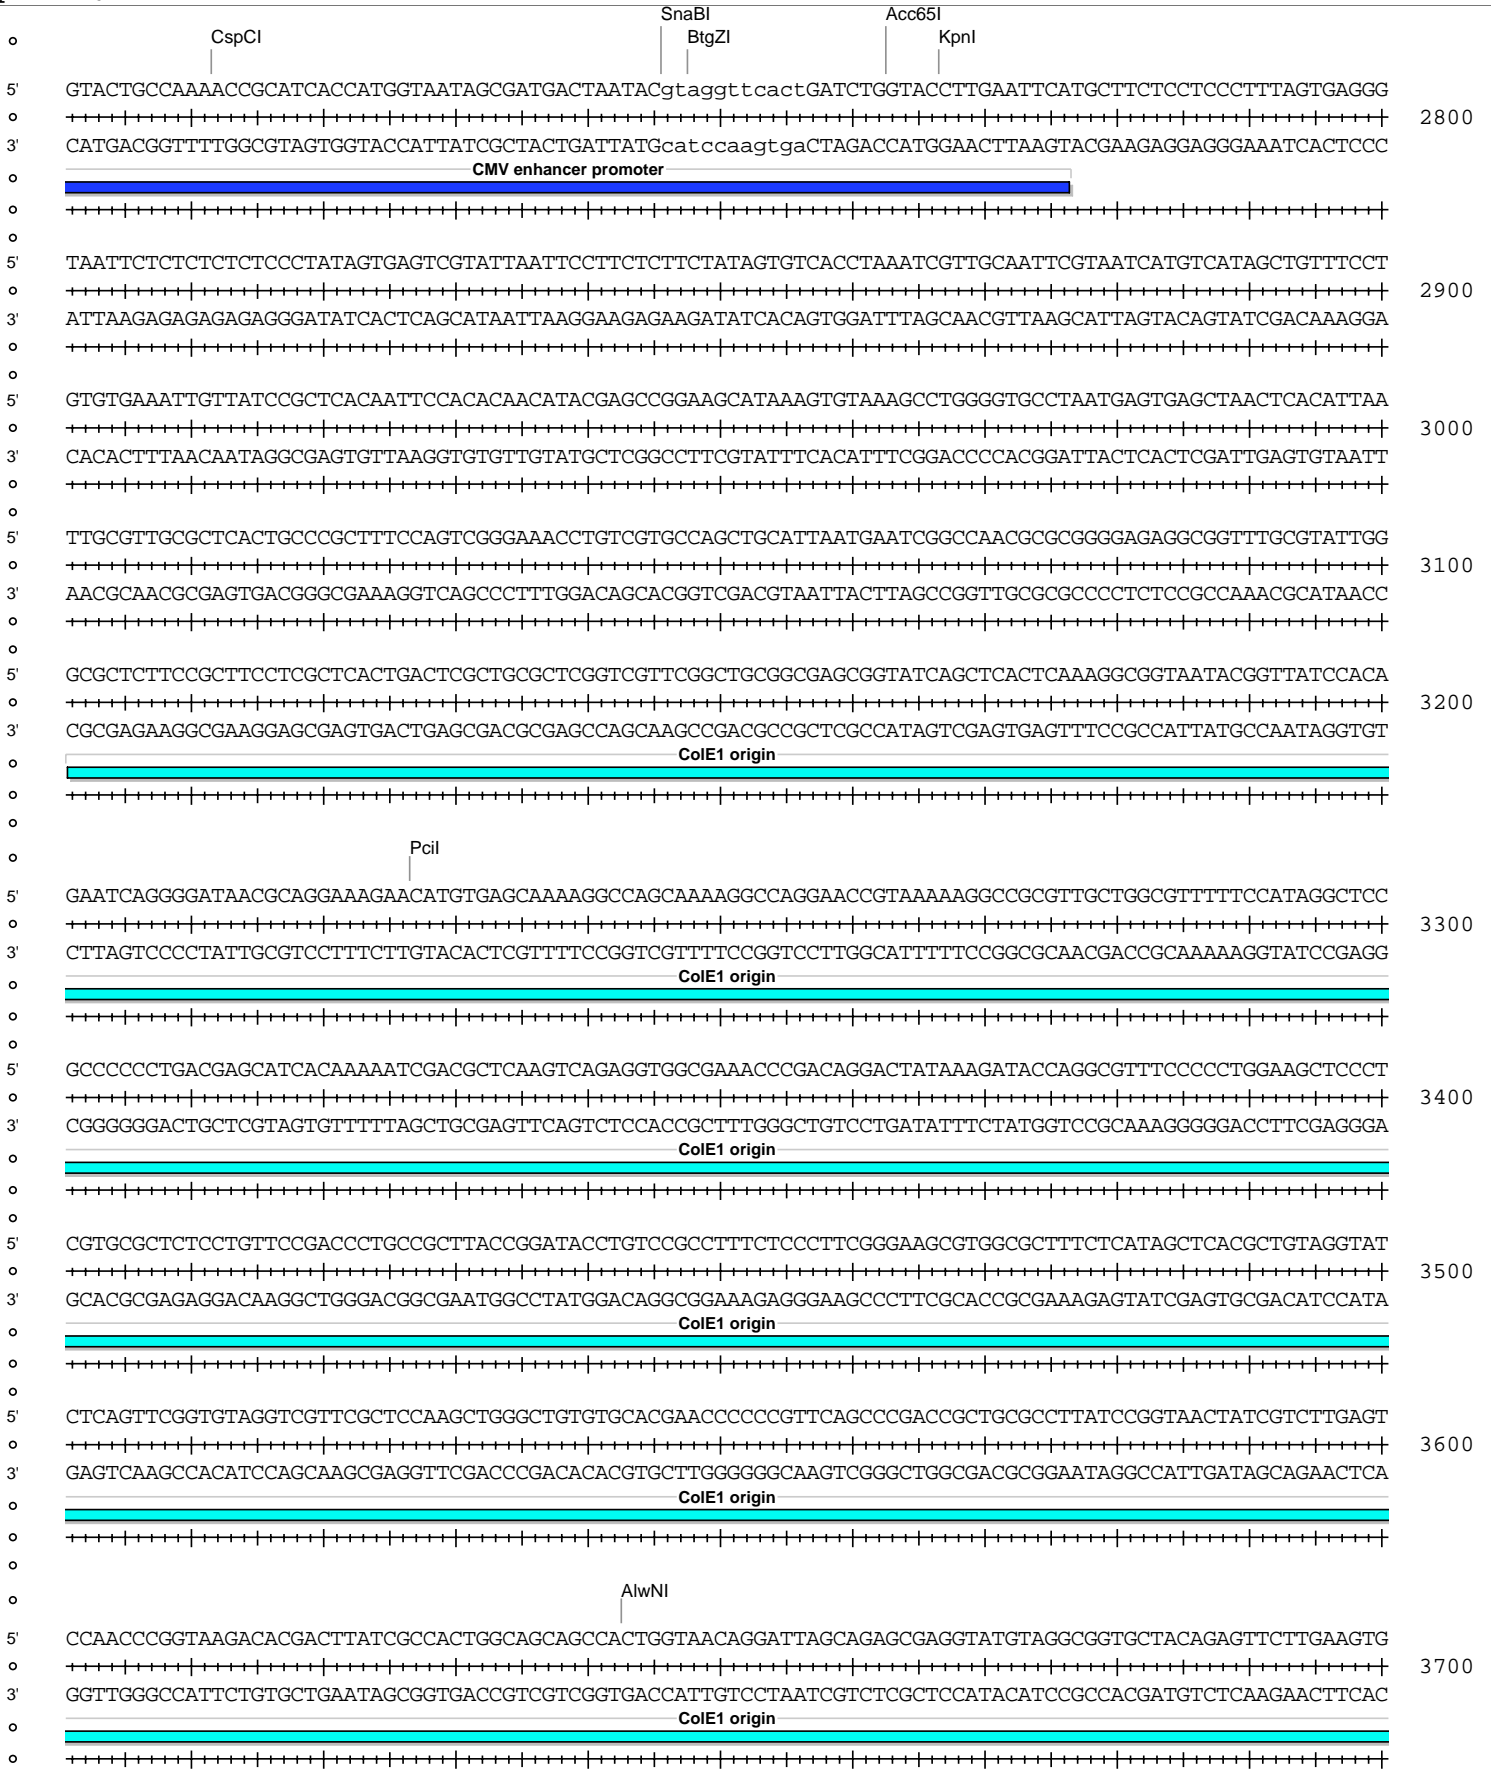 SnaBI Acc65I
CspCI BtgZI KpnI
5' GTACTGCCAAAACCGCATCACCATGGTAATAGCGATGACTAATACgtaggttcactGATCTGGTACCTTGAATTCATGCTTCTCCTCCCTTTAGTGAGGG
2800
3' CATGACGGTTTTGGCGTAGTGGTACCATTATCGCTACTGATTATGcatccaagtgaCTAGACCATGGAACTTAAGTACGAAGAGGAGGGAAATCACTCCC
CMV enhancer promoter
5' TAATTCTCTCTCTCTCCCTATAGTGAGTCGTATTAATTCCTTCTCTTCTATAGTGTCACCTAAATCGTTGCAATTCGTAATCATGTCATAGCTGTTTCCT
2900
3' ATTAAGAGAGAGAGAGGGATATCACTCAGCATAATTAAGGAAGAGAAGATATCACAGTGGATTTAGCAACGTTAAGCATTAGTACAGTATCGACAAAGGA
5' GTGTGAAATTGTTATCCGCTCACAATTCCACACAACATACGAGCCGGAAGCATAAAGTGTAAAGCCTGGGGTGCCTAATGAGTGAGCTAACTCACATTAA
3000
3' CACACTTTAACAATAGGCGAGTGTTAAGGTGTGTTGTATGCTCGGCCTTCGTATTTCACATTTCGGACCCCACGGATTACTCACTCGATTGAGTGTAATT
5' TTGCGTTGCGCTCACTGCCCGCTTTCCAGTCGGGAAACCTGTCGTGCCAGCTGCATTAATGAATCGGCCAACGCGCGGGGAGAGGCGGTTTGCGTATTGG
3100
3' AACGCAACGCGAGTGACGGGCGAAAGGTCAGCCCTTTGGACAGCACGGTCGACGTAATTACTTAGCCGGTTGCGCGCCCCTCTCCGCCAAACGCATAACC
5' GCGCTCTTCCGCTTCCTCGCTCACTGACTCGCTGCGCTCGGTCGTTCGGCTGCGGCGAGCGGTATCAGCTCACTCAAAGGCGGTAATACGGTTATCCACA
3200
3' CGCGAGAAGGCGAAGGAGCGAGTGACTGAGCGACGCGAGCCAGCAAGCCGACGCCGCTCGCCATAGTCGAGTGAGTTTCCGCCATTATGCCAATAGGTGT
ColE1 origin
PciI
5' GAATCAGGGGATAACGCAGGAAAGAACATGTGAGCAAAAGGCCAGCAAAAGGCCAGGAACCGTAAAAAGGCCGCGTTGCTGGCGTTTTTCCATAGGCTCC
3300
3' CTTAGTCCCCTATTGCGTCCTTTCTTGTACACTCGTTTTCCGGTCGTTTTCCGGTCCTTGGCATTTTTCCGGCGCAACGACCGCAAAAAGGTATCCGAGG
ColE1 origin
5' GCCCCCCTGACGAGCATCACAAAAATCGACGCTCAAGTCAGAGGTGGCGAAACCCGACAGGACTATAAAGATACCAGGCGTTTCCCCCTGGAAGCTCCCT
3400
3' CGGGGGGACTGCTCGTAGTGTTTTTAGCTGCGAGTTCAGTCTCCACCGCTTTGGGCTGTCCTGATATTTCTATGGTCCGCAAAGGGGGACCTTCGAGGGA
ColE1 origin
5' CGTGCGCTCTCCTGTTCCGACCCTGCCGCTTACCGGATACCTGTCCGCCTTTCTCCCTTCGGGAAGCGTGGCGCTTTCTCATAGCTCACGCTGTAGGTAT
3500
3' GCACGCGAGAGGACAAGGCTGGGACGGCGAATGGCCTATGGACAGGCGGAAAGAGGGAAGCCCTTCGCACCGCGAAAGAGTATCGAGTGCGACATCCATA
ColE1 origin
5' CTCAGTTCGGTGTAGGTCGTTCGCTCCAAGCTGGGCTGTGTGCACGAACCCCCCGTTCAGCCCGACCGCTGCGCCTTATCCGGTAACTATCGTCTTGAGT
3600
3' GAGTCAAGCCACATCCAGCAAGCGAGGTTCGACCCGACACACGTGCTTGGGGGGCAAGTCGGGCTGGCGACGCGGAATAGGCCATTGATAGCAGAACTCA
ColE1 origin
AlwNI
5' CCAACCCGGTAAGACACGACTTATCGCCACTGGCAGCAGCCACTGGTAACAGGATTAGCAGAGCGAGGTATGTAGGCGGTGCTACAGAGTTCTTGAAGTG
3700
3' GGTTGGGCCATTCTGTGCTGAATAGCGGTGACCGTCGTCGGTGACCATTGTCCTAATCGTCTCGCTCCATACATCCGCCACGATGTCTCAAGAACTTCAC
ColE1 origin